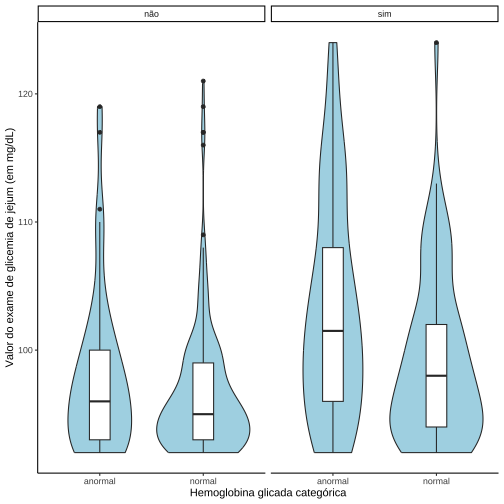 não
sim
Valor do exame de glicemia de jejum (em mg/dL)
120
110
100
anormal
normal
anormal
normal
Hemoglobina glicada categórica